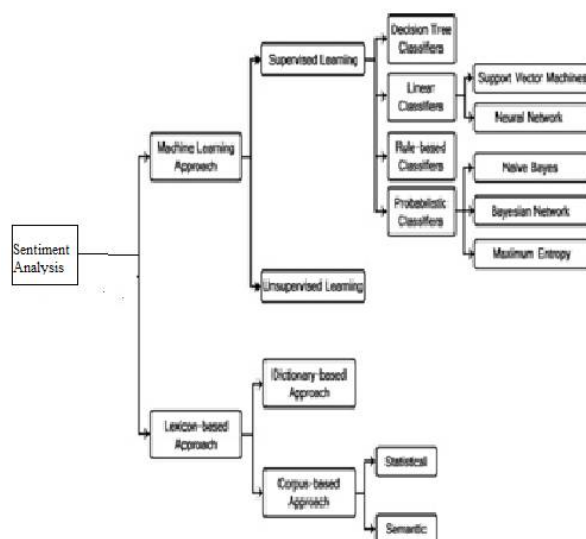 Decision Tree
Classifiers
Supervised Learning
Linear
Classifiers
Support Vector Machines
Neural Network
Machine Learning
Approach
Rule-based
Classifiers
Naive Bayes
Probabilistic
Classifiers
Bayesian Network
Maximum Entropy
Sentiment
Analysis
Unsupervised Learning
Dictionary-based
Approach
Lexicon-based
Approach
Statistical
Corpus-based
Approach
Semantic